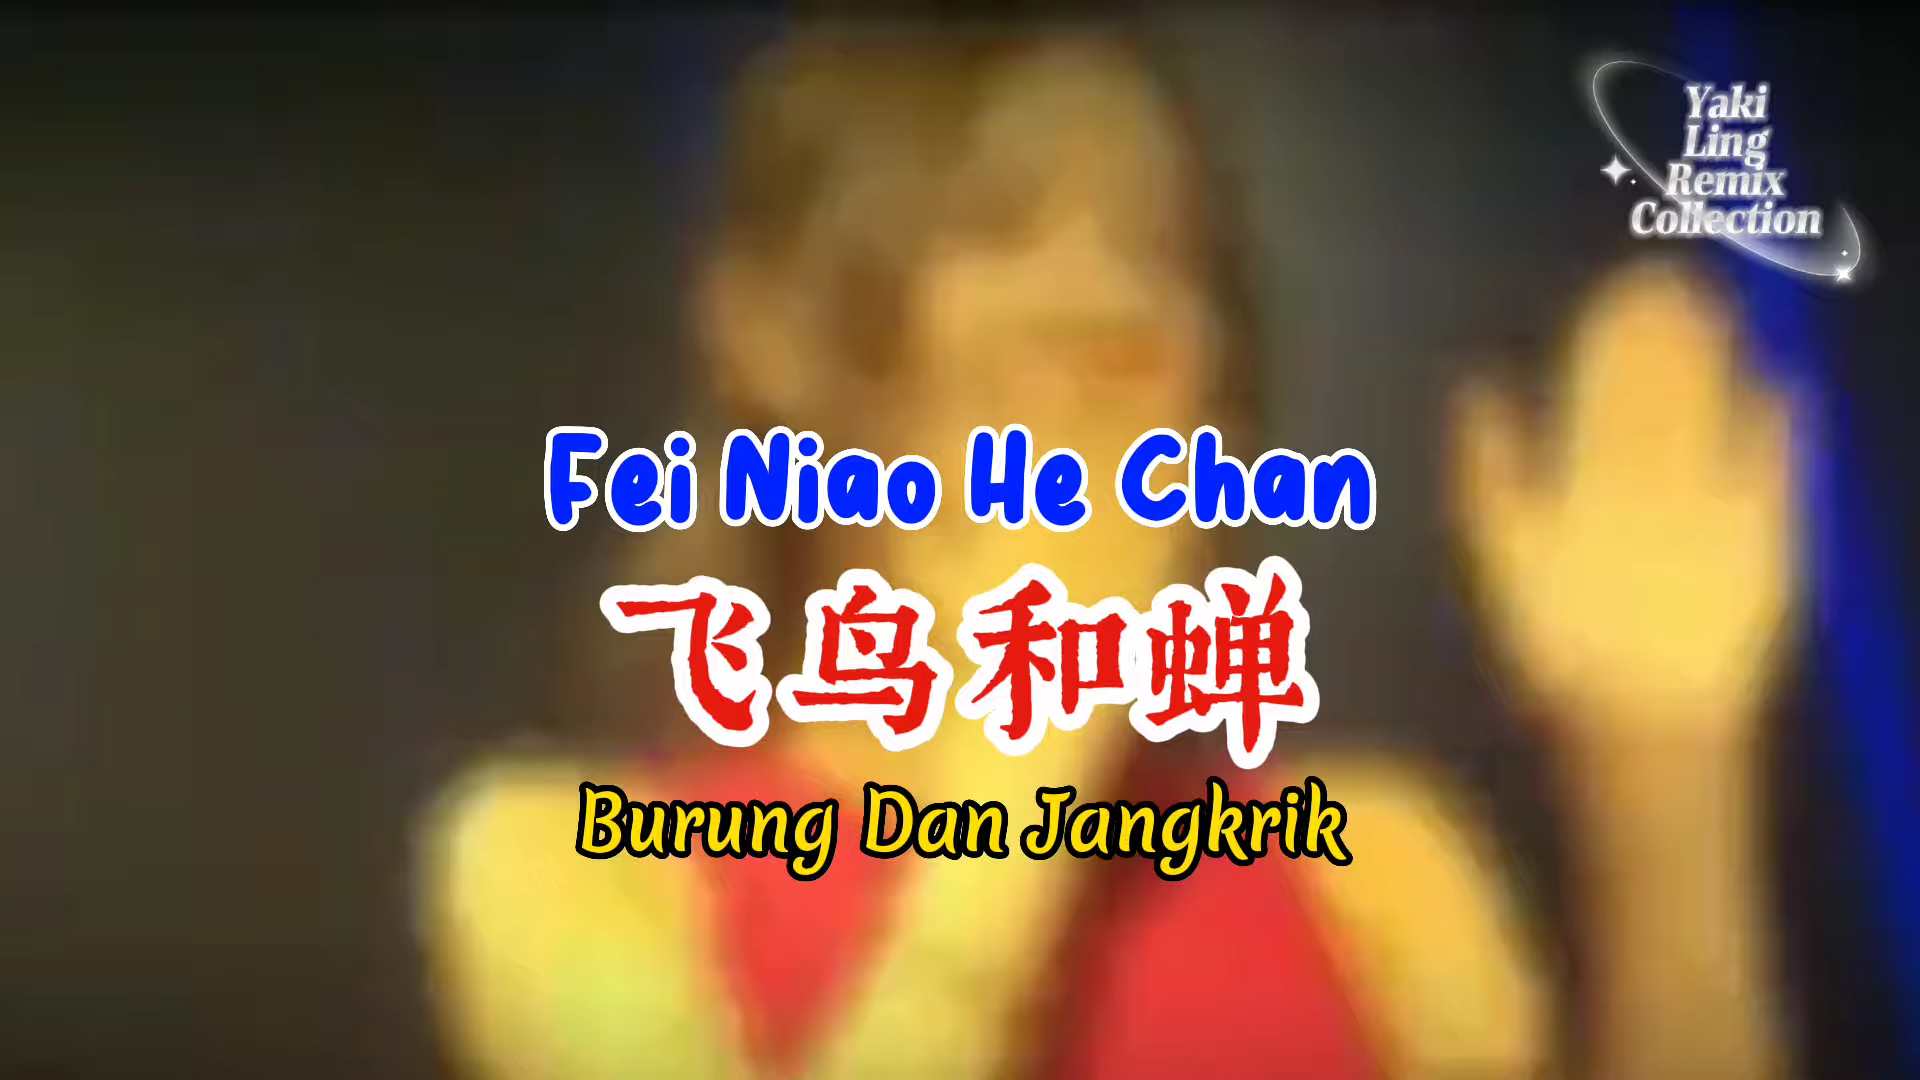 Yaki
Ling
Remix
Collection
Fei Niao He Chan
飞鸟和蝉
Burung Dan Jangkrik